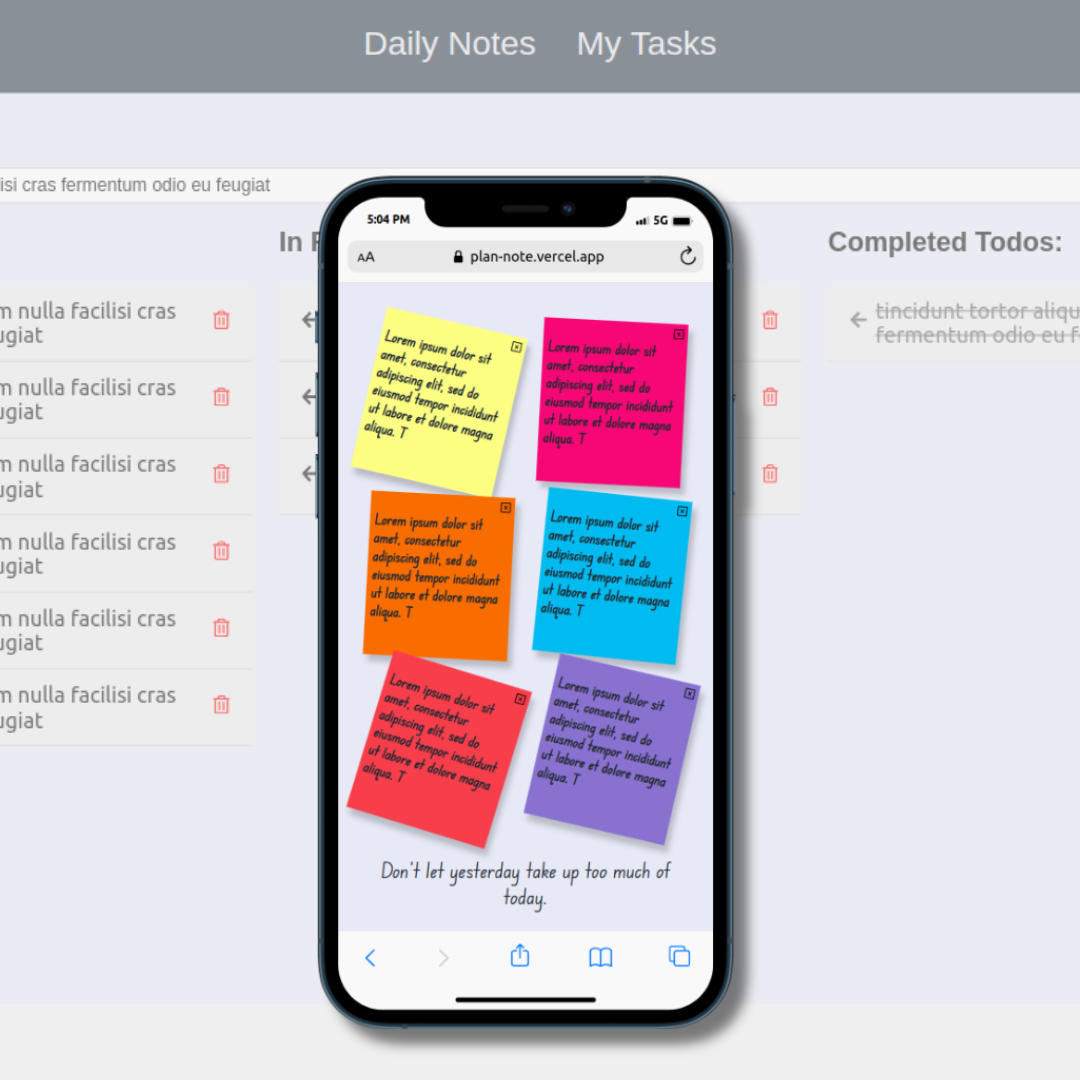 Daily Notes My Tasks
isi cras fermentum odio eu feugiat
In
Completed Todos:
nulla facilisi cras
nulla facilisi cras
nulla facilisi cras
nulla facilisi cras
nulla facilisi cras
nulla facilisi cras
tincidunt tortor
fermentum odio eu
5:04 PM
5G
AA
plan-note.vercel.app
Lorem ipsum dolor sit
amet, consectetur
adipiscing elit, sed do
eiusmod tempor incididunt
ut labore et dolore magna
aliqua. T
Lorem ipsum dolor sit
amet, consectetur
adipiscing elit, sed do
eiusmod tempor incididunt
ut labore et dolore magna
aliqua. T
Lorem ipsum dolor sit
amet, consectetur
adipiscing elit, sed do
eiusmod tempor incididunt
ut labore et dolore magna
aliqua. T
Lorem ipsum dolor sit
amet, consectetur
adipiscing elit, sed do
eiusmod tempor incididunt
ut labore et dolore magna
aliqua. T
Lorem ipsum dolor sit
amet, consectetur
adipiscing elit, sed do
eiusmod tempor incididunt
ut labore et dolore magna
aliqua. T
Lorem ipsum dolor sit
amet, consectetur
adipiscing elit, sed do
eiusmod tempor incididunt
ut labore et dolore magna
aliqua. T
Don't let yesterday take up too much of
today.